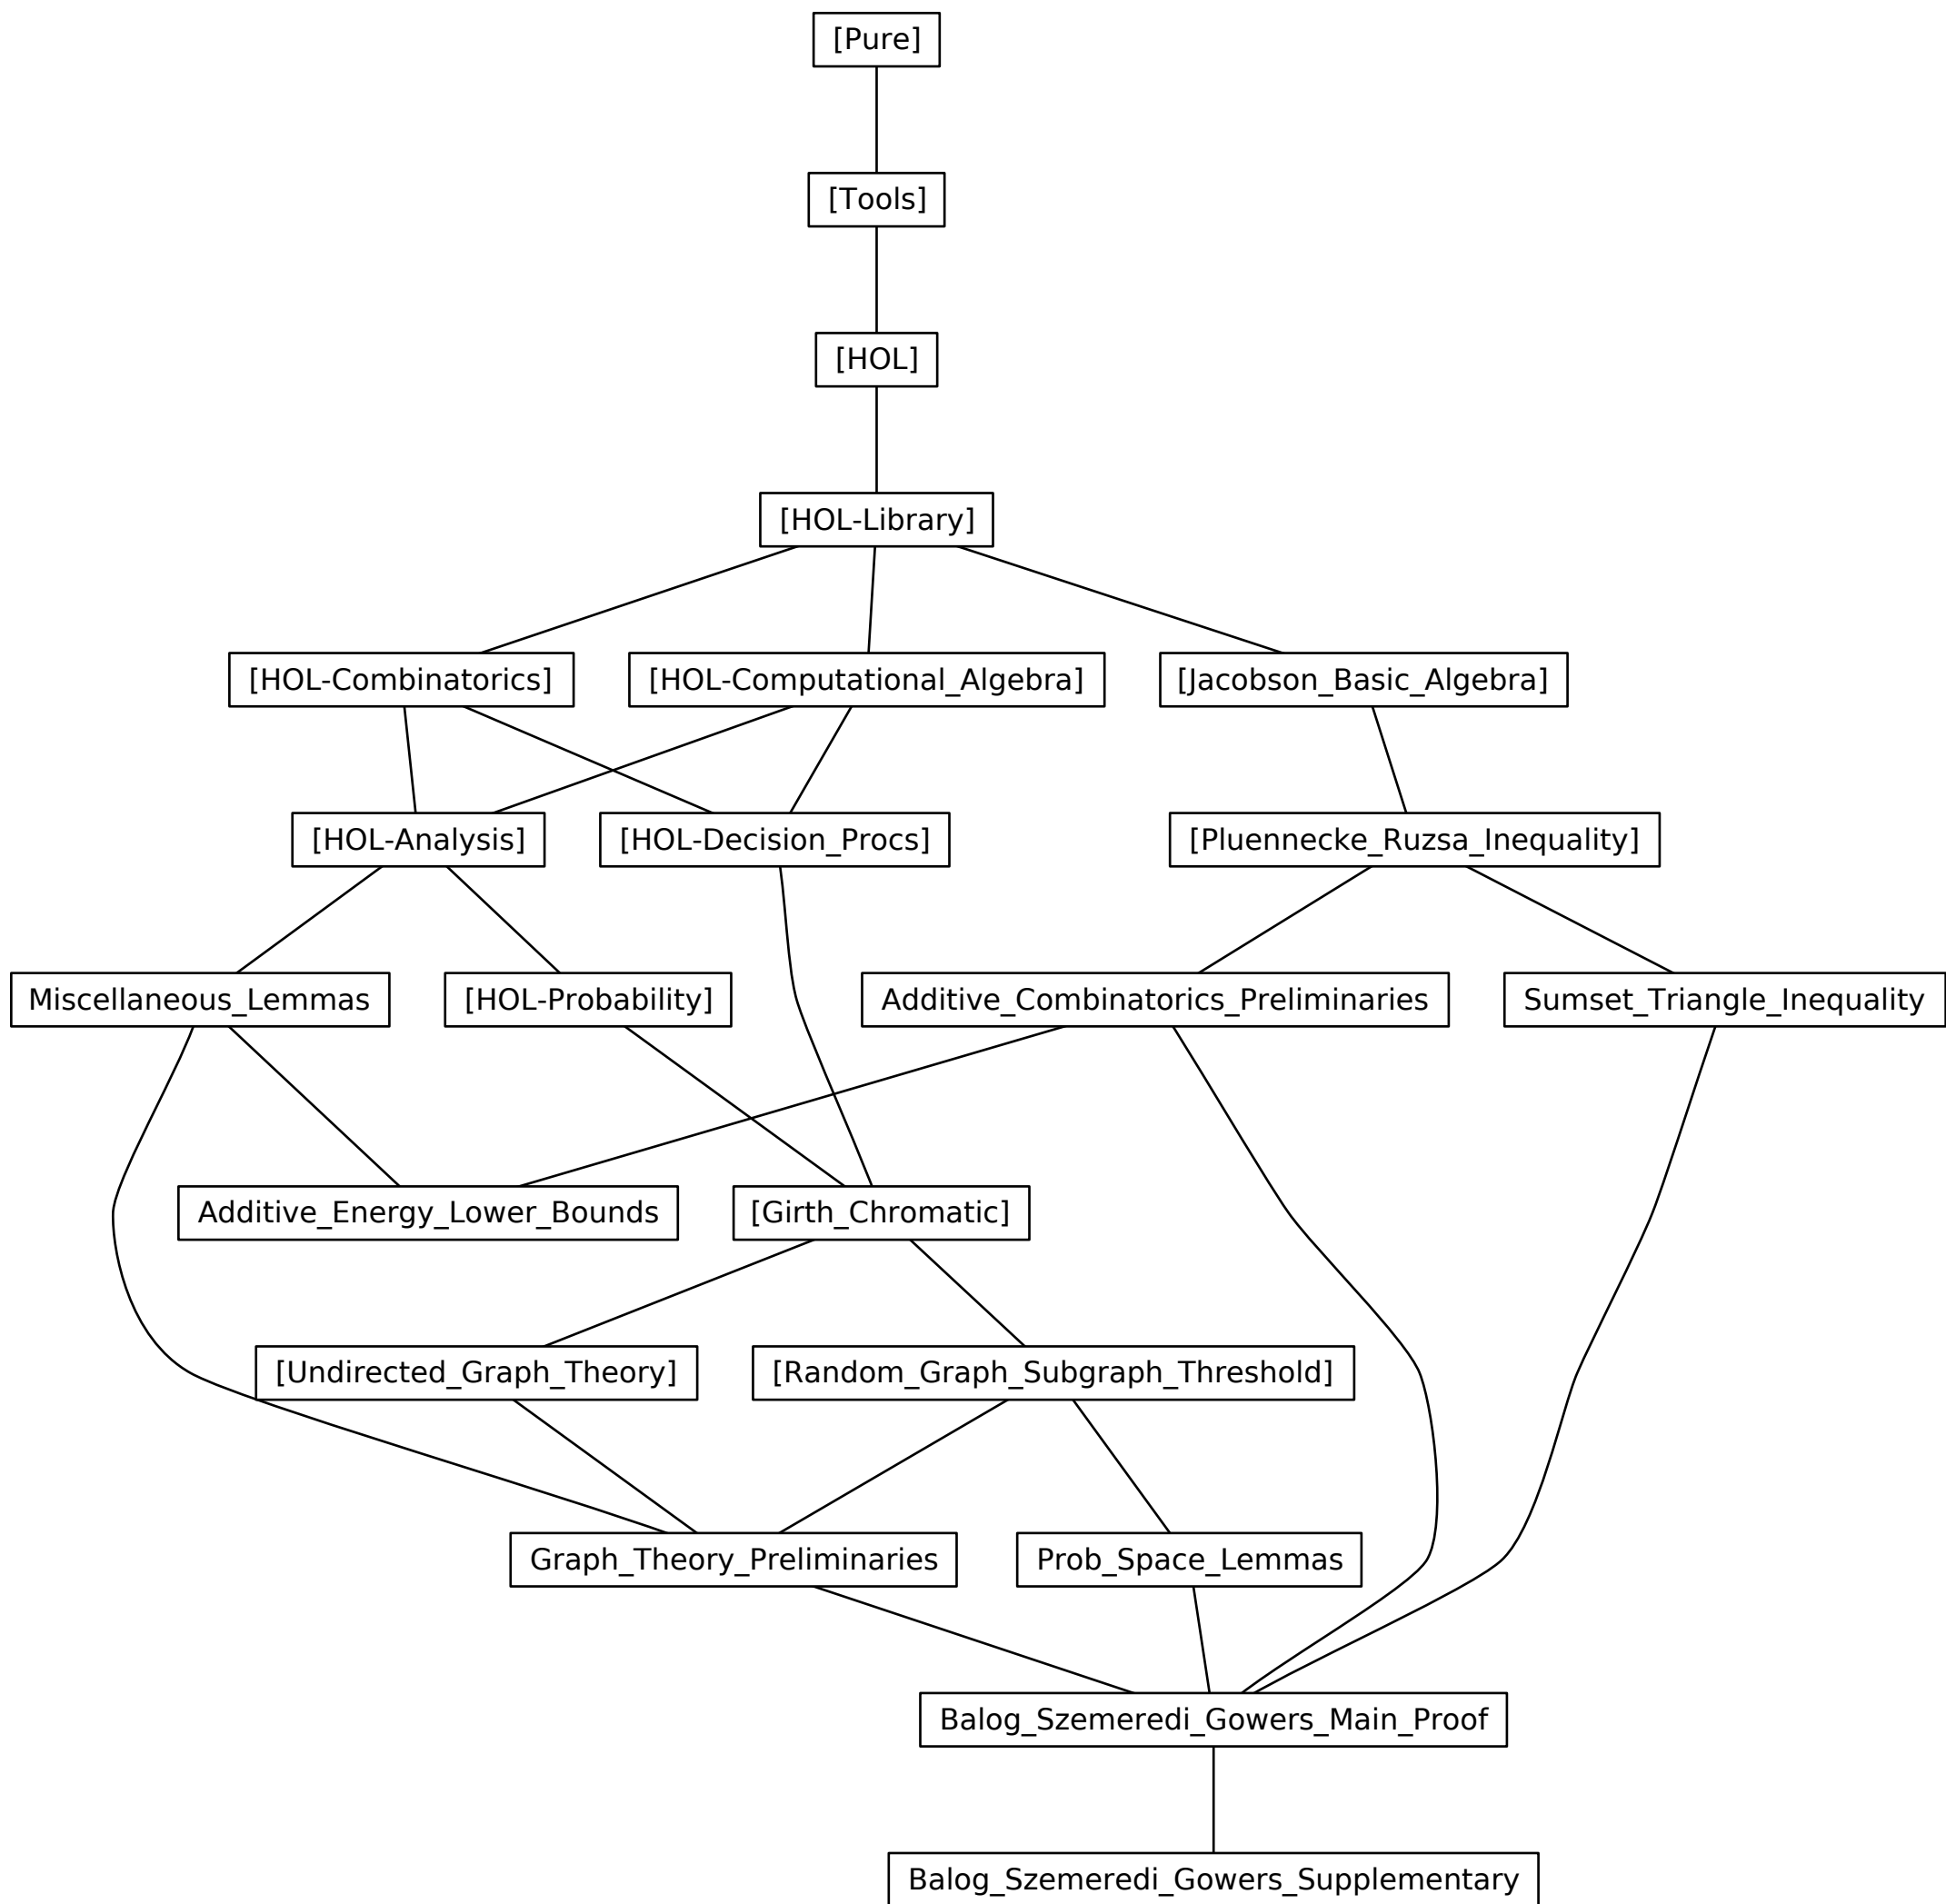 [Pure]
[Tools]
[HOL]
[HOL-Library]
[HOL-Combinatorics]
[HOL-Computational_Algebra]
[Jacobson_Basic_Algebra]
[HOL-Analysis]
[HOL-Decision_Procs]
[Pluennecke_Ruzsa_Inequality]
Miscellaneous_Lemmas
[HOL-Probability]
Additive_Combinatorics_Preliminaries
Sumset_Triangle_Inequality
Additive_Energy_Lower_Bounds
[Girth_Chromatic]
[Undirected_Graph_Theory]
[Random_Graph_Subgraph_Threshold]
Graph_Theory_Preliminaries
Prob_Space_Lemmas
Balog_Szemeredi_Gowers_Main_Proof
Balog_Szemeredi_Gowers_Supplementary